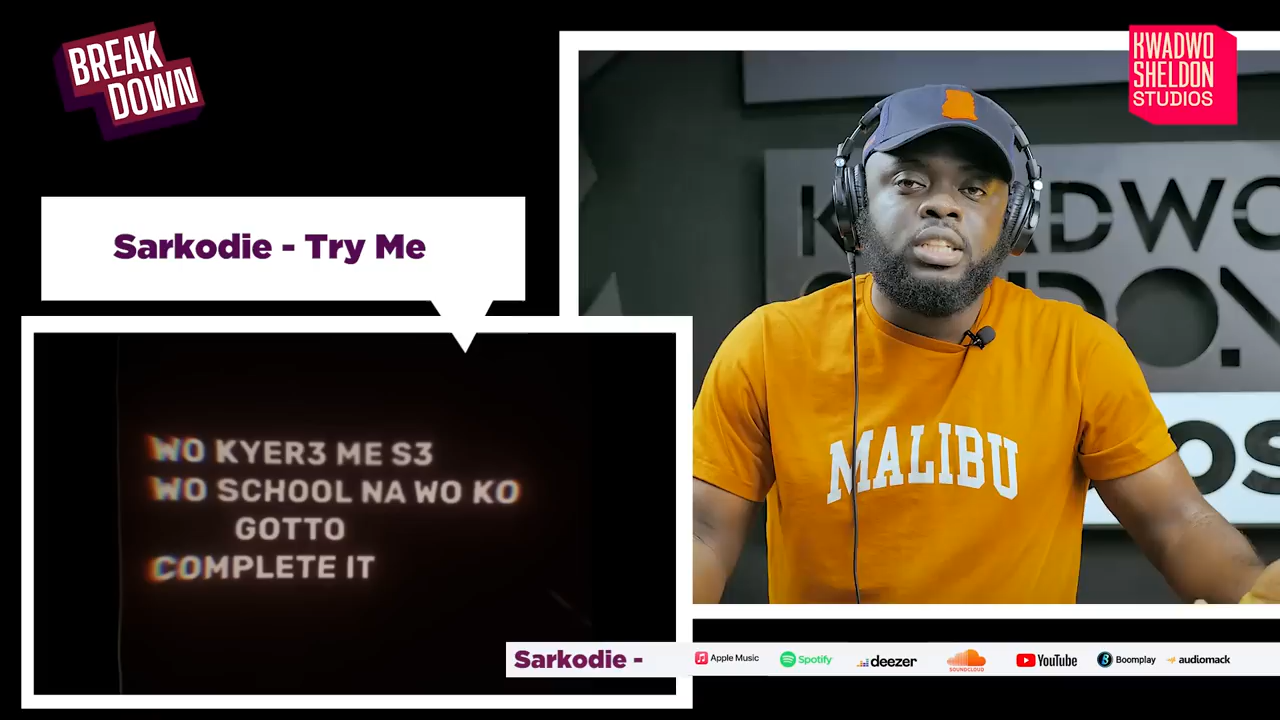 BREAK
DOWN
KWADWO
SHELDON
STUDIOS
Sarkodie - Try Me
WO KYER3 ME S3
WO SCHOOL NA WO KO
GOTTO
COMPLETE IT
MALIBU
Sarkodie -
Apple Music
Spotify
deezer
SOUNDCLOUD
YouTube
Boomplay
audiomack